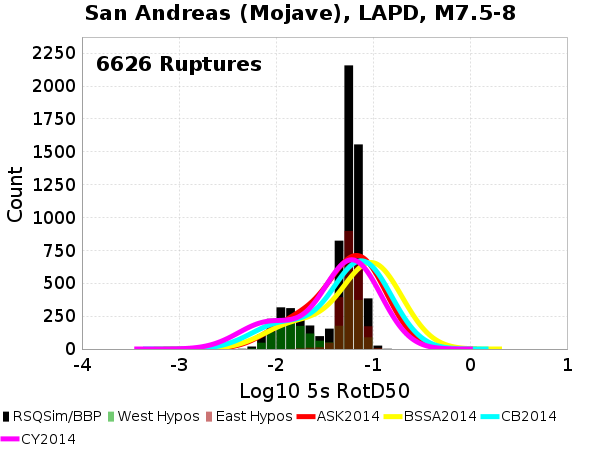 San Andreas (Mojave), LAPD, M7.5-8
6626 Ruptures
Count
2250
2000
1750
1500
1250
1000
750
500
250
0
-4 -3 -2 -1 0 1
Log10 5s RotD50
RSQSim/BBP West Hypos East Hypos ASK2014 BSSA2014 CB2014
CY2014